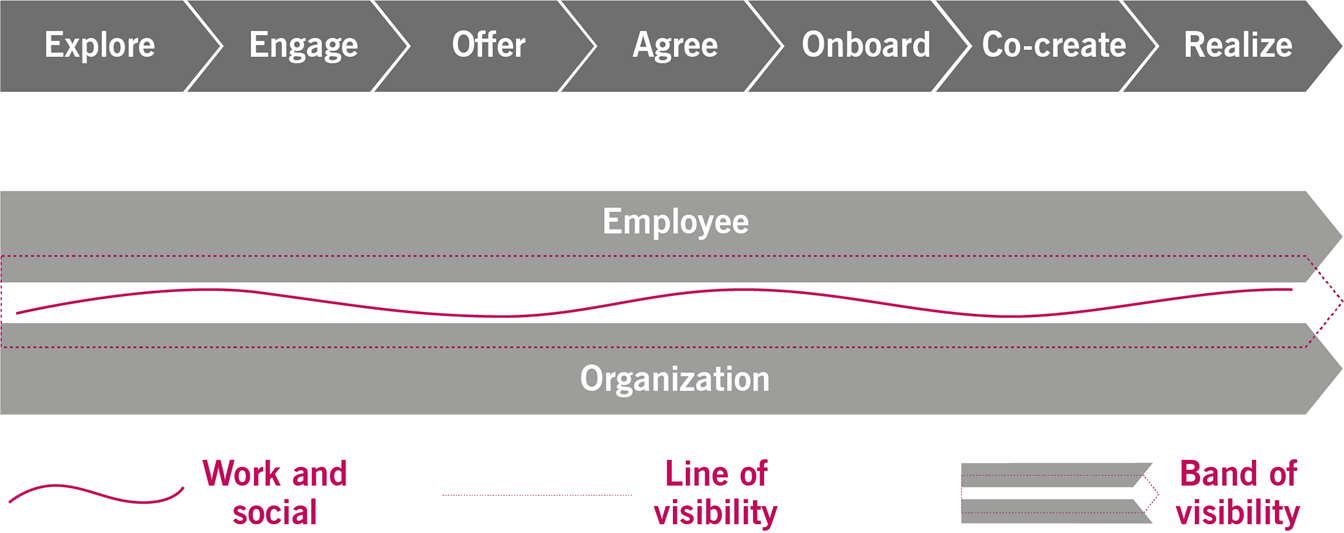 Explore Engage Offer Agree Onboard Co-create Realize
Employee
Organization
Work and
social
Line of
visibility
Band of
visibility